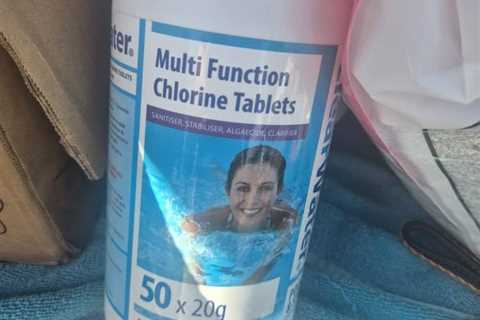 Multi Function
Chlorine Tablets
SANITISER, STABILISER, ALGAECIDE, CLARIFIER
50 x 20g